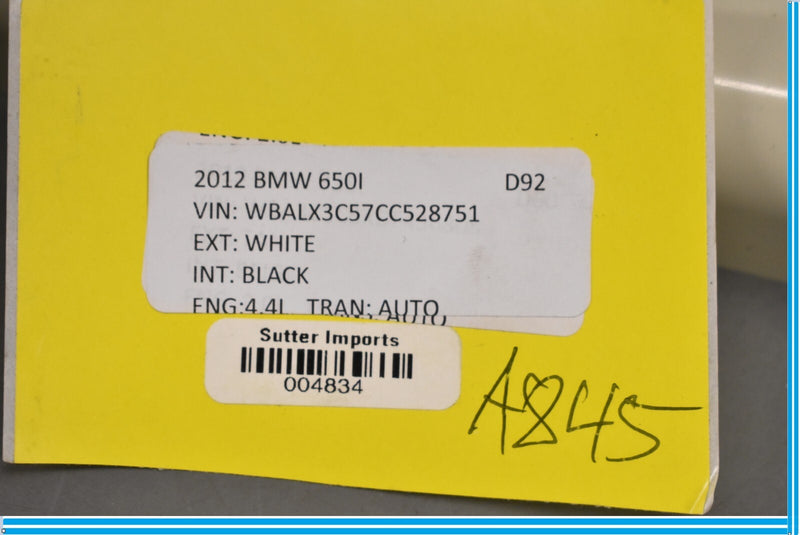 2012 BMW 650I D92
VIN: WBALX3C57CC528751
EXT: WHITE
INT: BLACK
ENG:4.4L TRAN: AUTO
AUTO
Sutter Imports
004834
A845